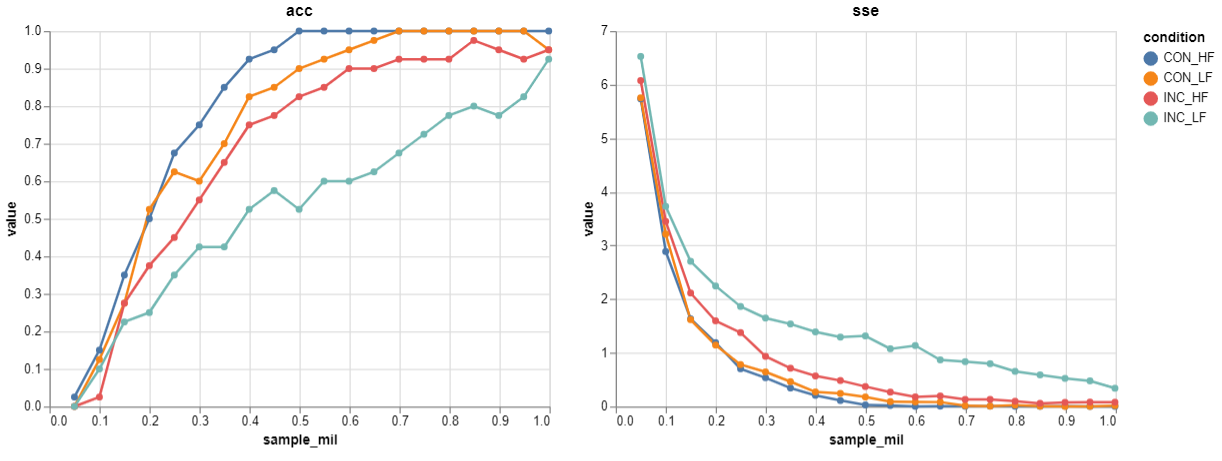 acc
value
1.0
0.9
0.8
0.7
0.6
0.5
0.4
0.3
0.2
0.1
0.0
0.0 0.1 0.2 0.3 0.4 0.5 0.6 0.7 0.8 0.9 1.0
sample_mil
sse
value
7
6
5
4
3
2
1
0
0.0 0.1 0.2 0.3 0.4 0.5 0.6 0.7 0.8 0.9 1.0
sample_mil
condition
CON_HF
CON_LF
INC_HF
INC_LF